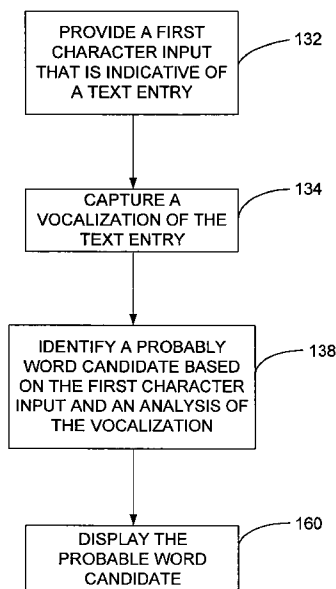 PROVIDE A FIRST
CHARACTER INPUT
THAT IS INDICATIVE OF
A TEXT ENTRY
132
CAPTURE A
VOCALIZATION OF THE
TEXT ENTRY
134
IDENTIFY A PROBABLY
WORD CANDIDATE BASED
ON THE FIRST CHARACTER
INPUT AND AN ANALYSIS OF
THE VOCALIZATION
138
DISPLAY THE
PROBABLE WORD
CANDIDATE
160